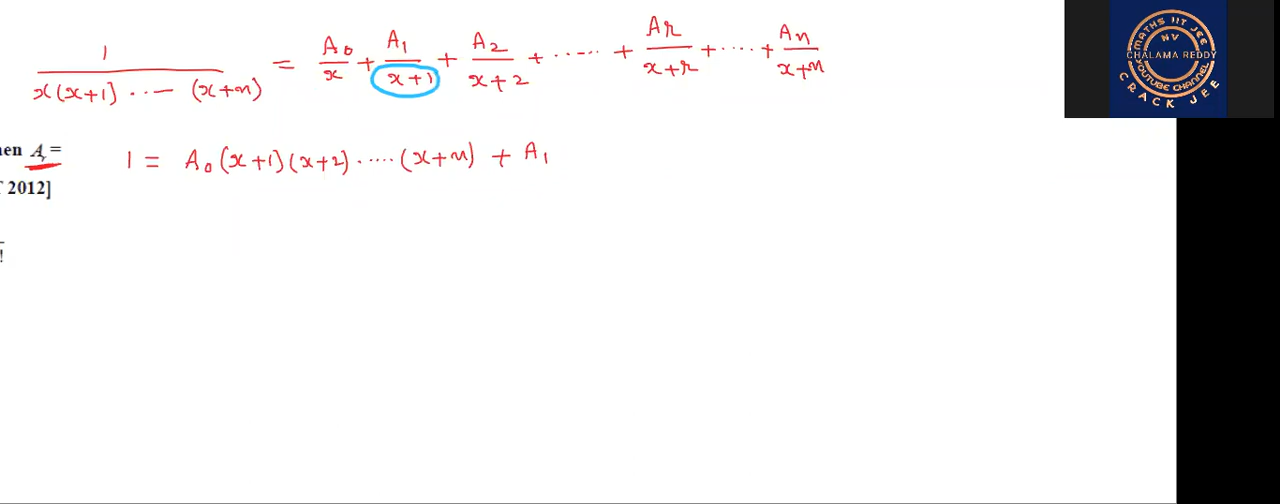 1 / x(x+1) ---- (x+n) = A0/x + A1/x+1 + A2/x+2 + ...... + Ar/x+r + .... + An/x+n
en Ar =
1 = A0 (x+1)(x+2) ..... (x+n) + A1
2012]
!
MATHS IIT JEE
NV
CHALAMA REDDY
YOUTUBE CHANNEL
CRACK JEE